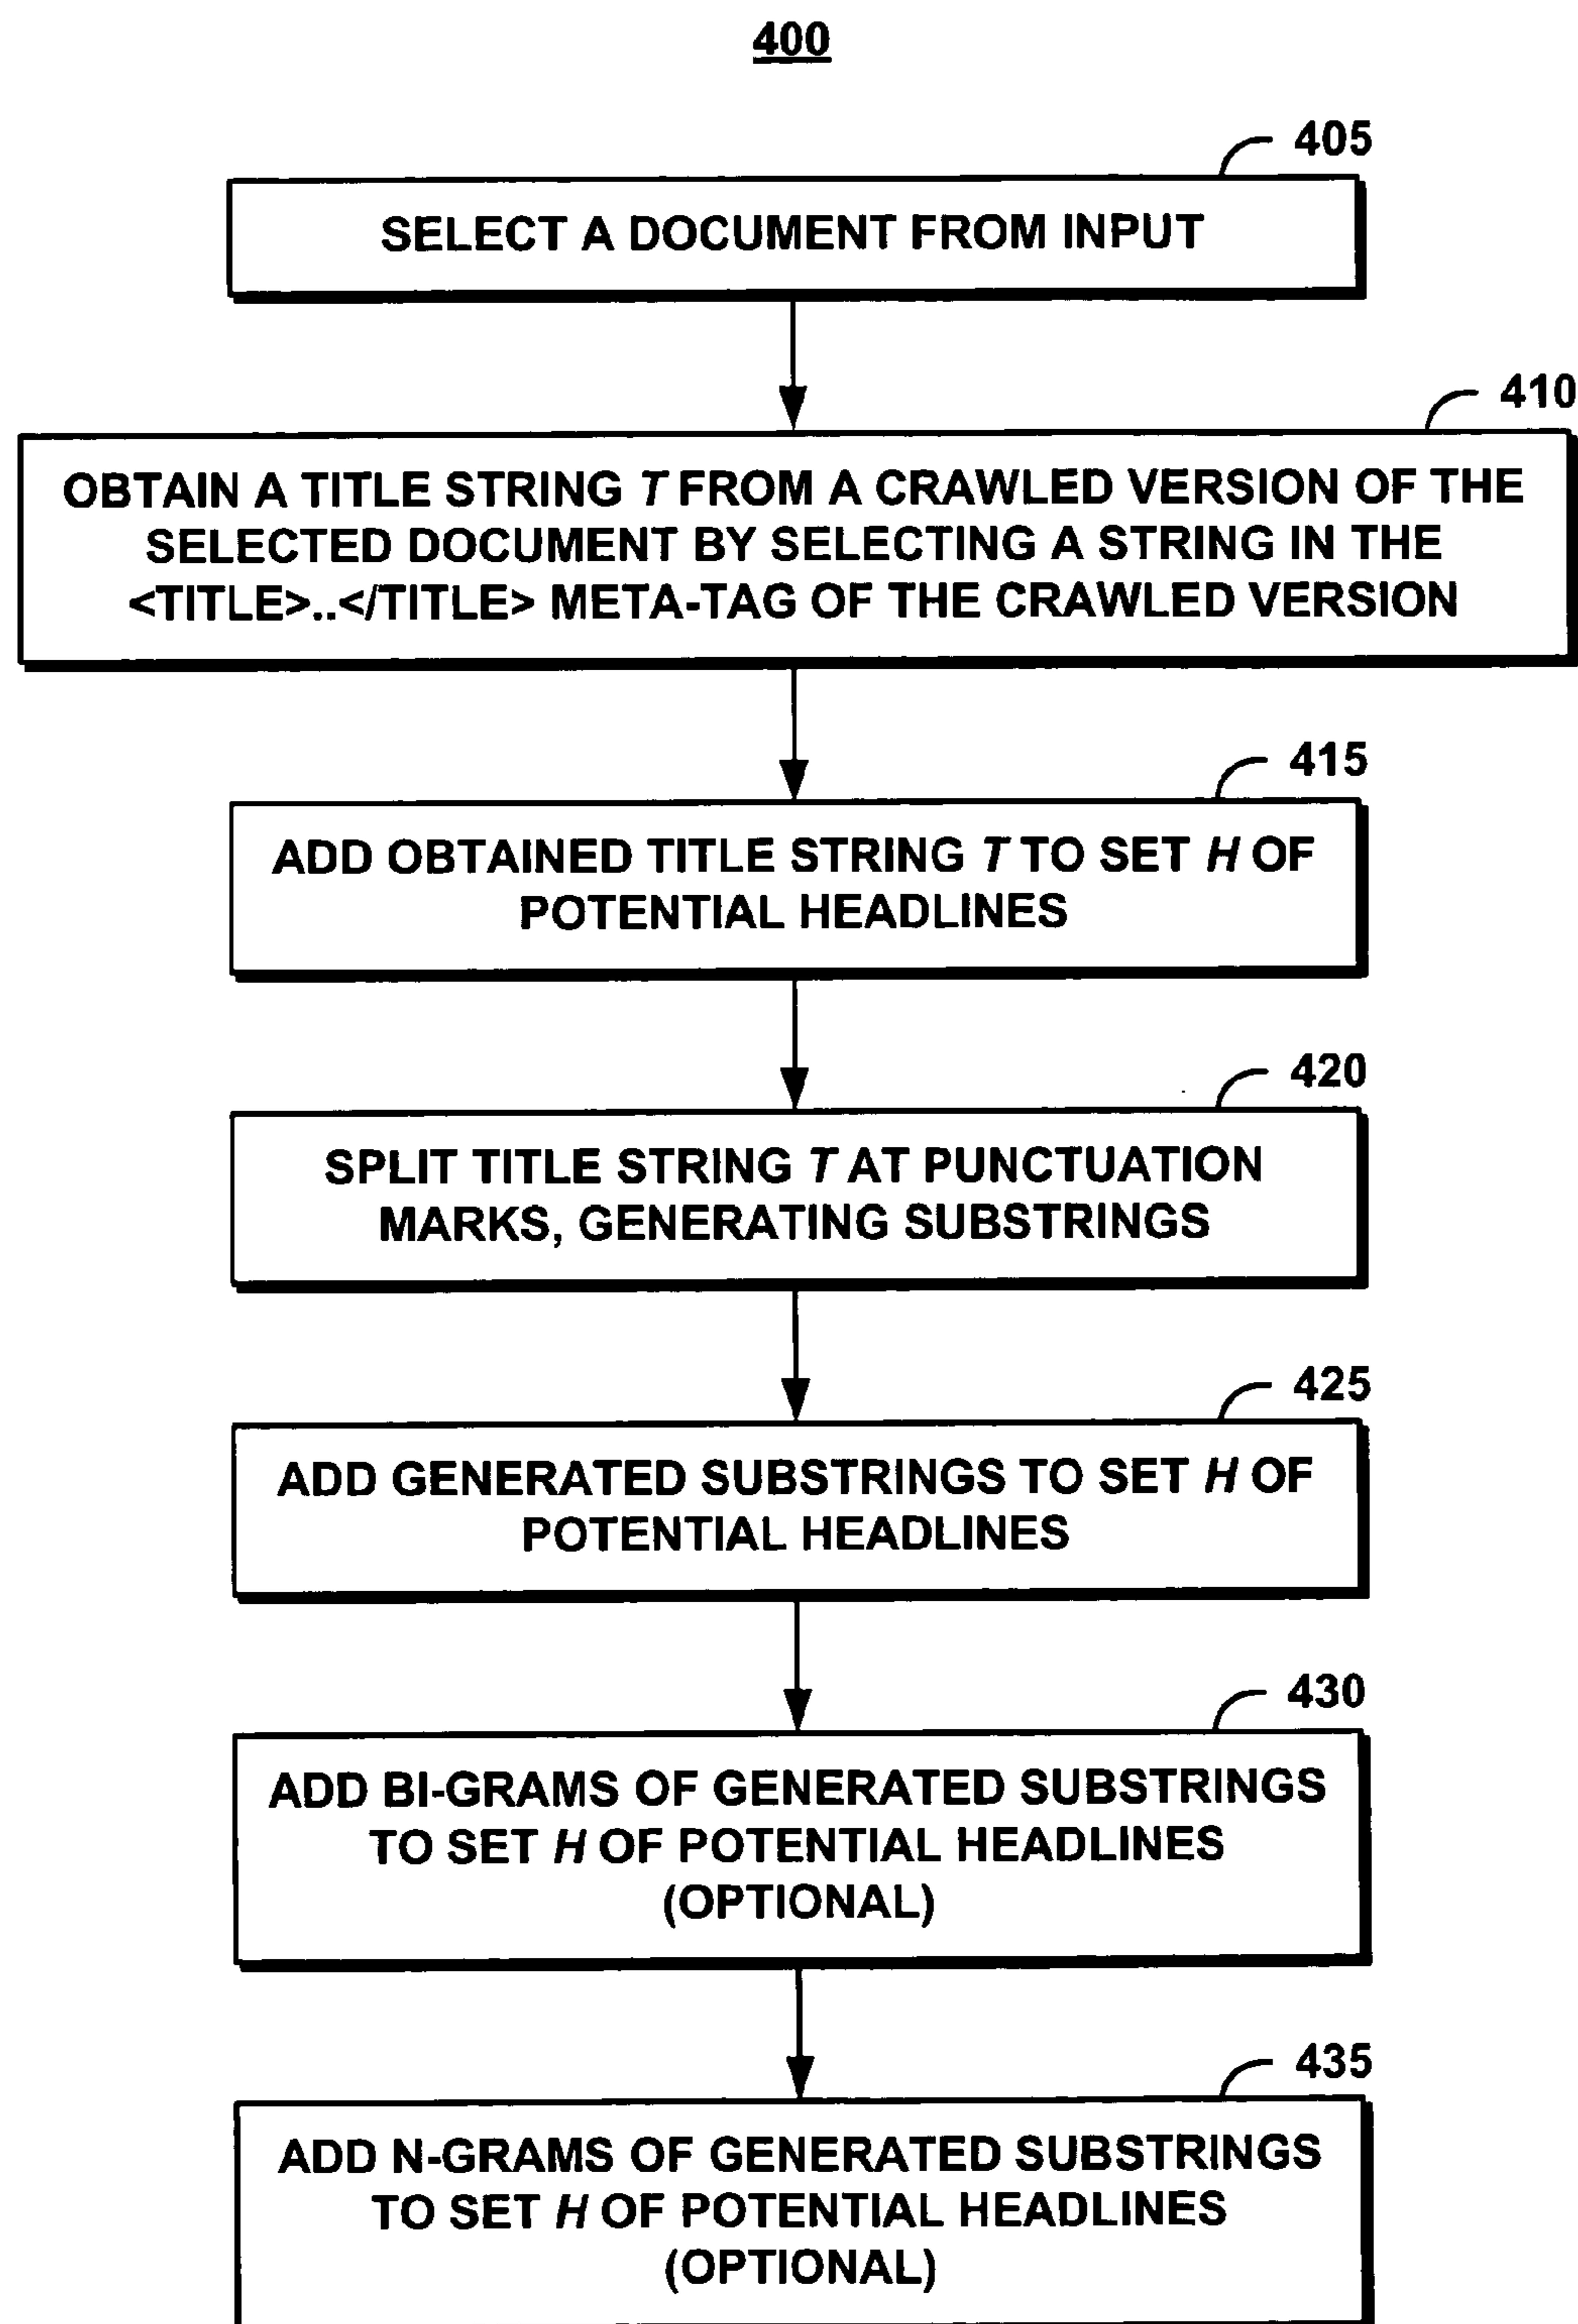 400
405
SELECT A DOCUMENT FROM INPUT
410
OBTAIN A TITLE STRING T FROM A CRAWLED VERSION OF THE
SELECTED DOCUMENT BY SELECTING A STRING IN THE
<TITLE>..</TITLE> META-TAG OF THE CRAWLED VERSION
415
ADD OBTAINED TITLE STRING T TO SET H OF
POTENTIAL HEADLINES
420
SPLIT TITLE STRING T AT PUNCTUATION
MARKS, GENERATING SUBSTRINGS
425
ADD GENERATED SUBSTRINGS TO SET H OF
POTENTIAL HEADLINES
430
ADD BI-GRAMS OF GENERATED SUBSTRINGS
TO SET H OF POTENTIAL HEADLINES
(OPTIONAL)
435
ADD N-GRAMS OF GENERATED SUBSTRINGS
TO SET H OF POTENTIAL HEADLINES
(OPTIONAL)